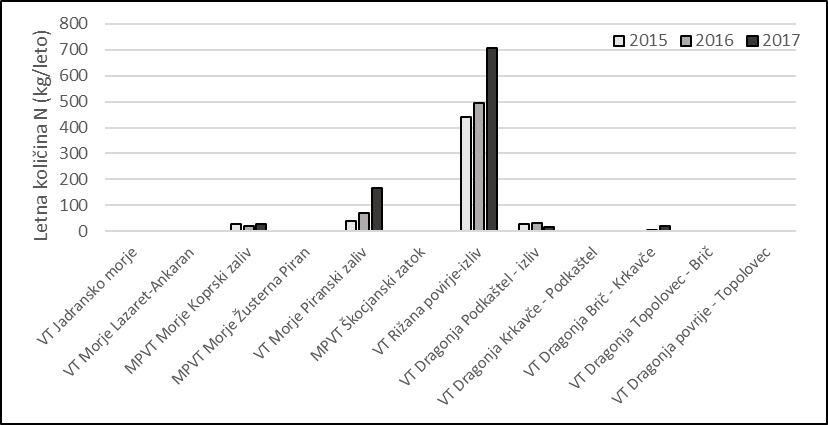 Letna količina N (kg/leto)
800
700
600
500
400
300
200
100
0
2015 2016 2017
VT Jadransko morje
VT Morje Lazaret-Ankaran
MPVT Morje Koprski zaliv
MPVT Morje Žusterna Piran
VT Morje Piranski zaliv
MPVT Škocjanski zatok
VT Rižana povirje-izliv
VT Dragonja Podkaštel - izliv
VT Dragonja Krkavče - Podkaštel
VT Dragonja Brič - Krkavče
VT Dragonja Topolovec - Brič
VT Dragonja povrije - Topolovec